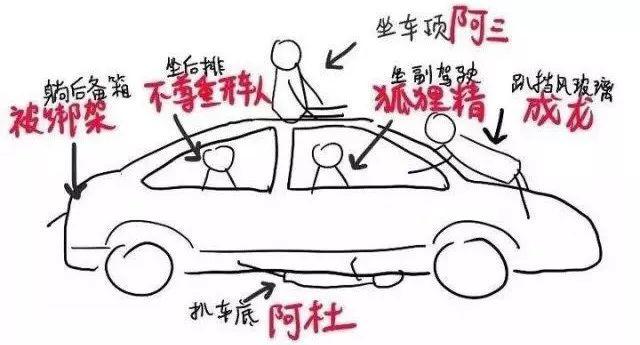 坐车顶 阿三
坐后排
不尊重开车人
坐副驾驶
狐狸精
躺后备箱
被绑架
趴挡风玻璃
成龙
扒车底 阿杜